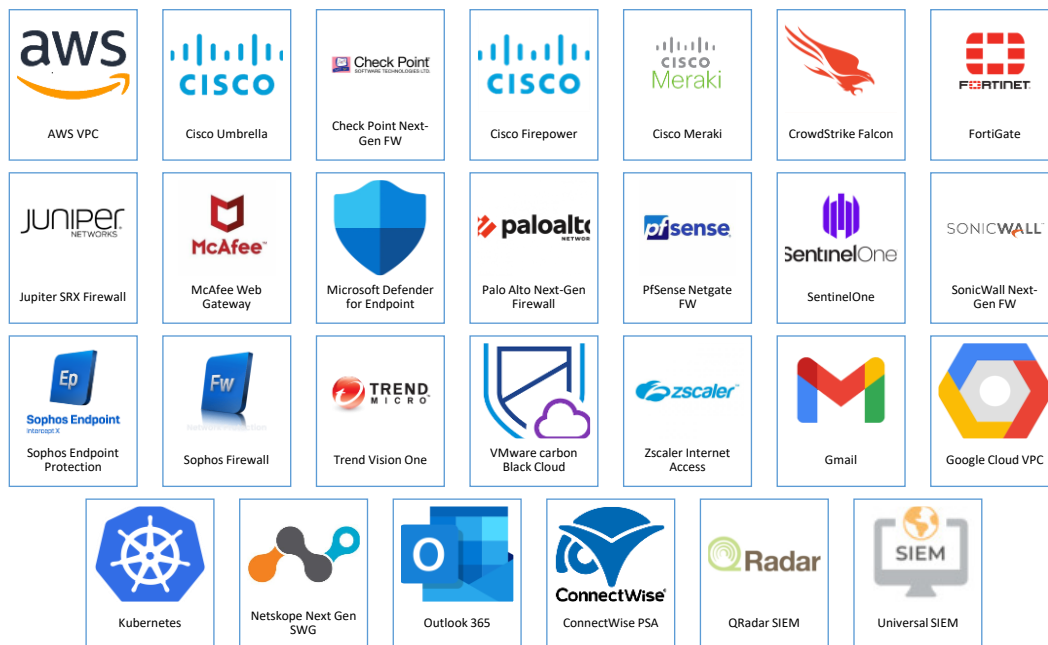 aws
AWS VPC
CISCO
Cisco Umbrella
Check Point
SOFTWARE TECHNOLOGIES LTD.
Check Point Next-
Gen FW
CISCO
Cisco Firepower
CISCO
Meraki
Cisco Meraki
CrowdStrike Falcon
FORTINET
FortiGate
JUNIPER
NETWORKS
Jupiter SRX Firewall
McAfee™
McAfee Web
Gateway
Microsoft Defender
for Endpoint
paloalto
NETWOR
Palo Alto Next-Gen
Firewall
pfsense
PfSense Netgate
FW
SentinelOne
SentinelOne
SONICWALL
SonicWall Next-
Gen FW
Ep
Sophos Endpoint
Intercept X
Sophos Endpoint
Protection
Fw
Sophos Firewall
TREND
MICRO
Trend Vision One
VMware carbon
Black Cloud
zscaler™
Zscaler Internet
Access
Gmail
Google Cloud VPC
Kubernetes
Netskope Next Gen
SWG
O
Outlook 365
ConnectWise®
ConnectWise PSA
QRadar
QRadar SIEM
SIEM
Universal SIEM